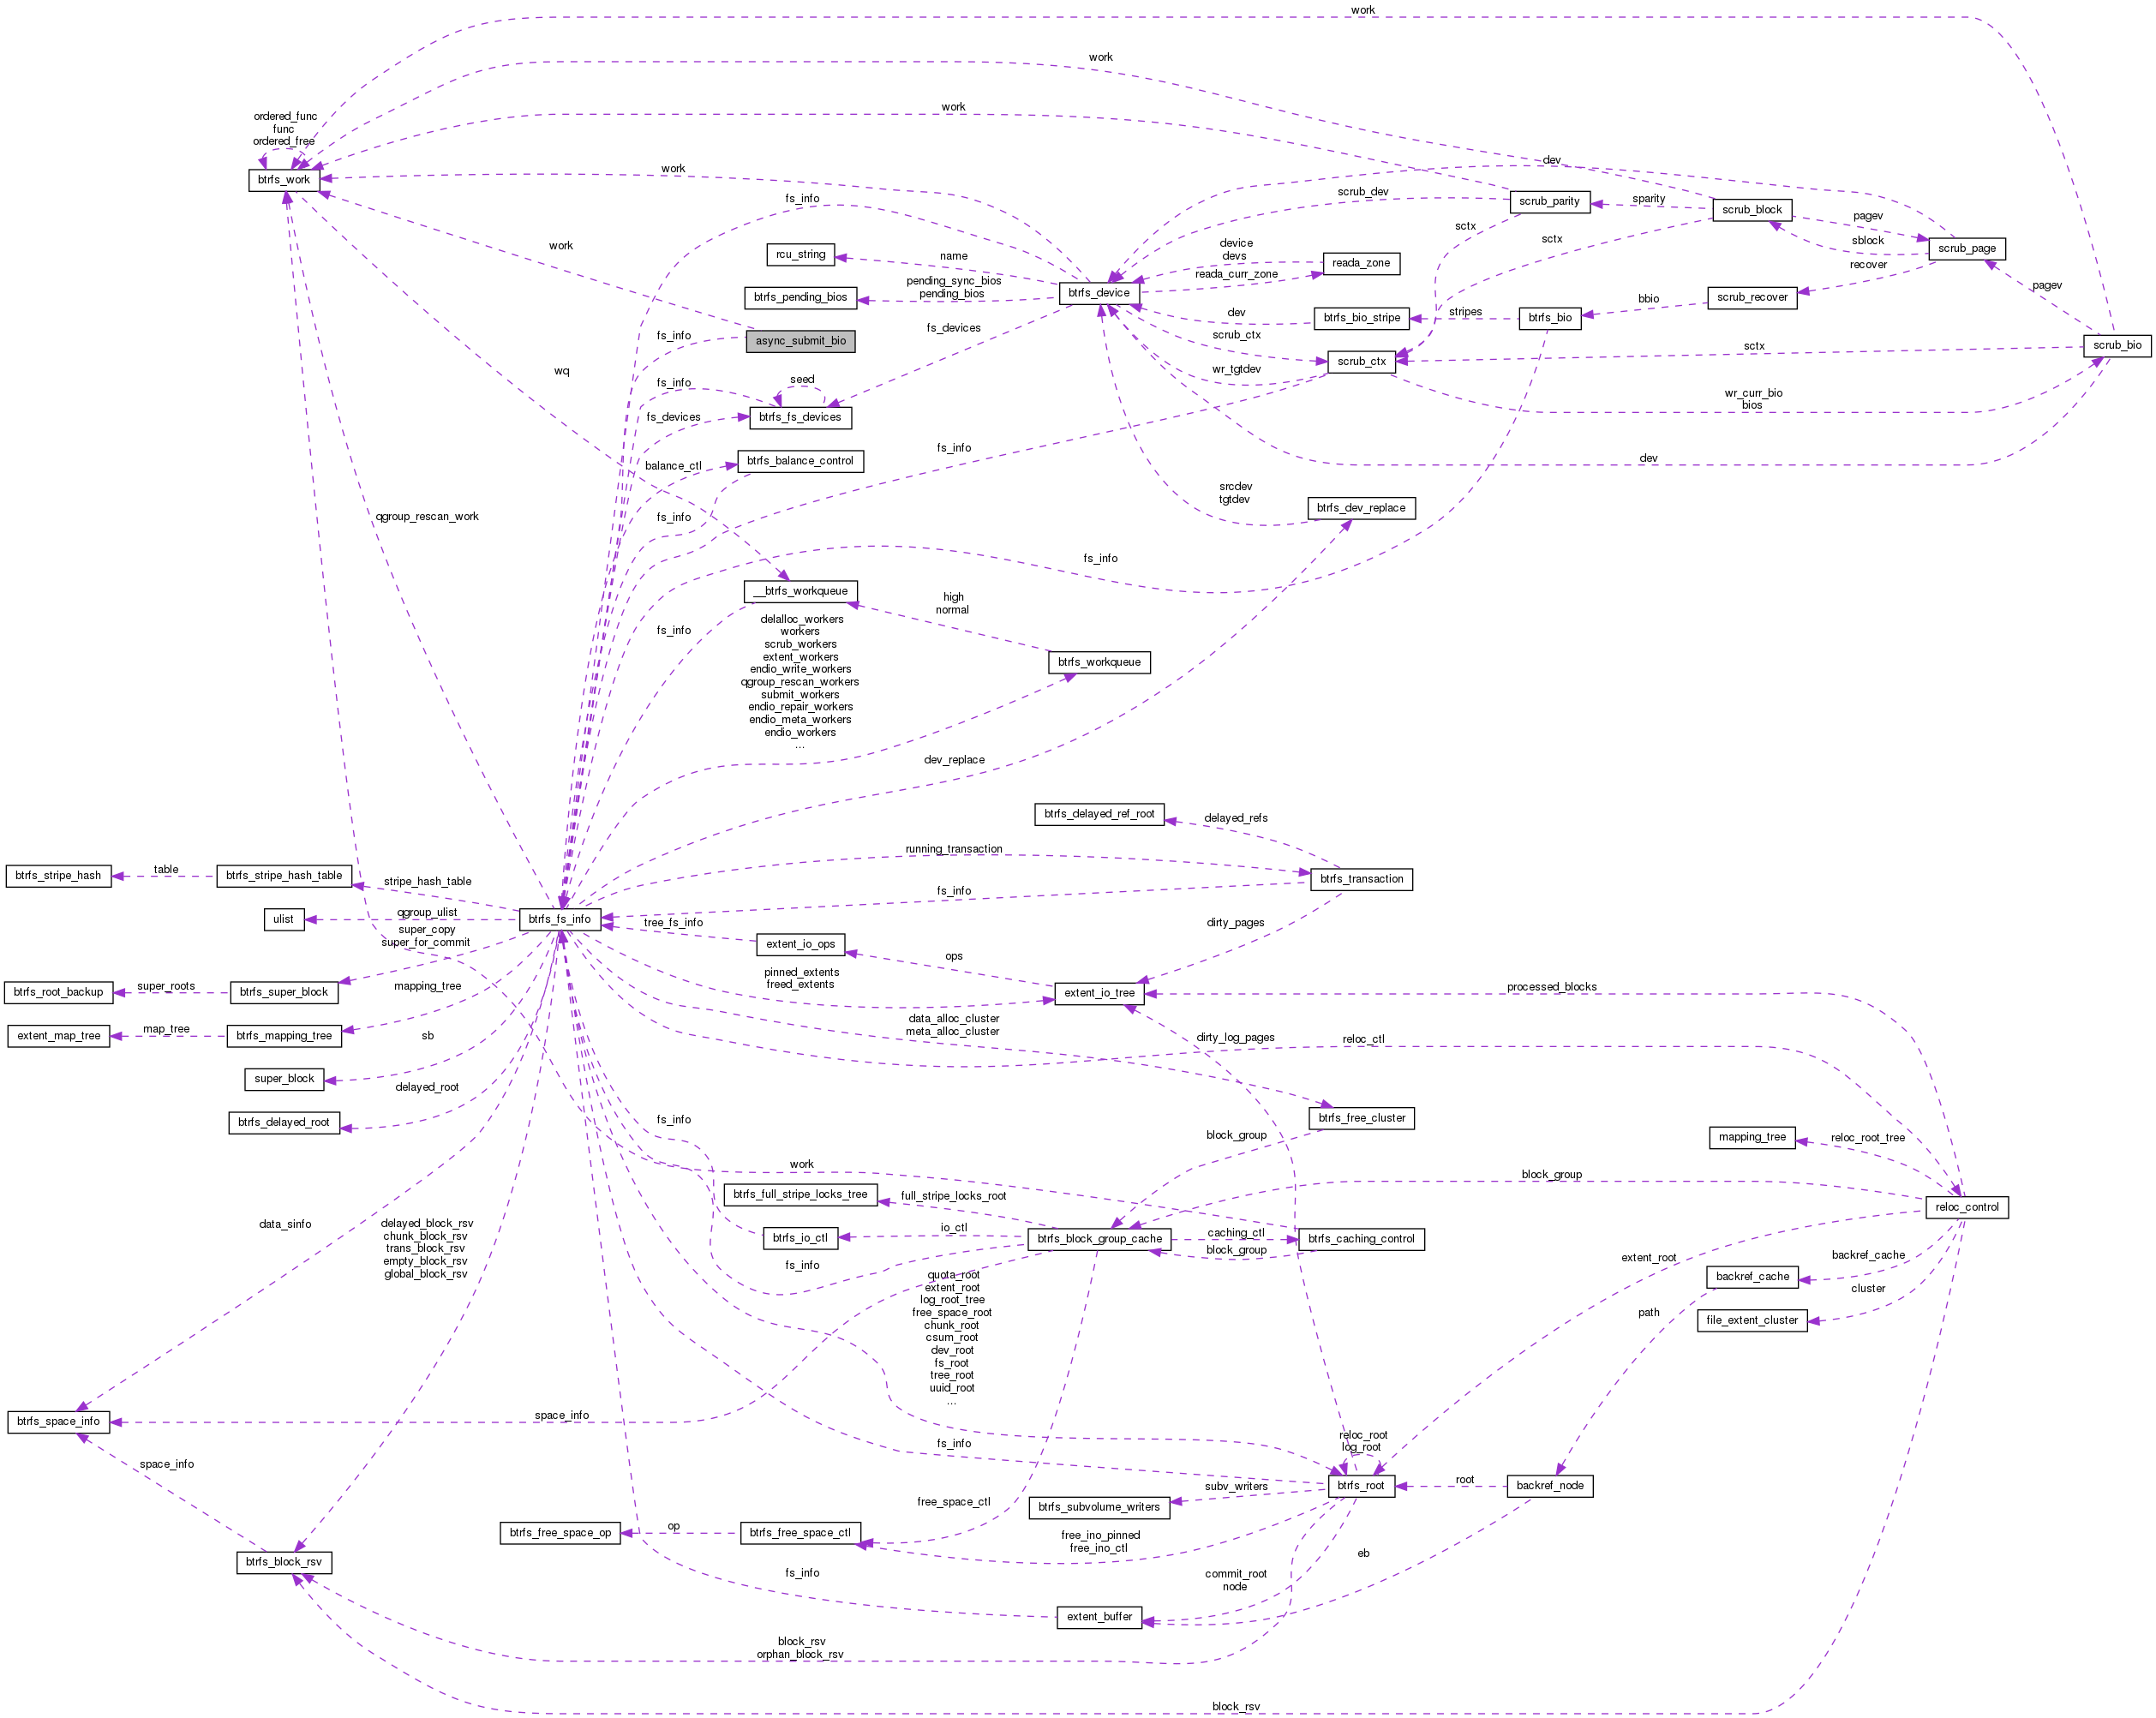 work
work
work
ordered_func
func
ordered_free
btrfs_work
work
dev
scrub_dev
scrub_parity
sparity
scrub_block
pagev
fs_info
sctx
sctx
sblock
scrub_page
work
rcu_string
name
device
devs
reada_zone
recover
reada_curr_zone
pending_sync_bios
pending_bios
btrfs_pending_bios
btrfs_device
scrub_recover
pagev
bbio
fs_info
async_submit_bio
fs_devices
dev
btrfs_bio_stripe
stripes
btrfs_bio
scrub_ctx
scrub_ctx
sctx
scrub_bio
wq
fs_info
seed
wr_tgtdev
wr_curr_bio
bios
fs_devices
btrfs_fs_devices
balance_ctl
btrfs_balance_control
fs_info
dev
qgroup_rescan_work
fs_info
srcdev
tgtdev
btrfs_dev_replace
fs_info
__btrfs_workqueue
high
normal
fs_info
delalloc_workers
workers
scrub_workers
extent_workers
endio_write_workers
qgroup_rescan_workers
submit_workers
endio_repair_workers
endio_meta_workers
endio_workers
...
btrfs_workqueue
dev_replace
btrfs_delayed_ref_root
delayed_refs
running_transaction
btrfs_stripe_hash
table
btrfs_stripe_hash_table
stripe_hash_table
fs_info
btrfs_transaction
ulist
qgroup_ulist
btrfs_fs_info
tree_fs_info
dirty_pages
super_copy
super_for_commit
extent_io_ops
ops
btrfs_root_backup
super_roots
btrfs_super_block
mapping_tree
pinned_extents
freed_extents
extent_io_tree
processed_blocks
extent_map_tree
map_tree
btrfs_mapping_tree
sb
data_alloc_cluster
meta_alloc_cluster
dirty_log_pages
reloc_ctl
super_block
delayed_root
btrfs_delayed_root
fs_info
btrfs_free_cluster
block_group
mapping_tree
reloc_root_tree
work
block_group
btrfs_full_stripe_locks_tree
full_stripe_locks_root
reloc_control
data_sinfo
delayed_block_rsv
chunk_block_rsv
trans_block_rsv
empty_block_rsv
global_block_rsv
btrfs_io_ctl
io_ctl
btrfs_block_group_cache
caching_ctl
block_group
btrfs_caching_control
extent_root
backref_cache
fs_info
quota_root
extent_root
log_root_tree
free_space_root
chunk_root
csum_root
dev_root
fs_root
tree_root
uuid_root
...
backref_cache
cluster
path
file_extent_cluster
btrfs_space_info
space_info
fs_info
reloc_root
log_root
space_info
subv_writers
btrfs_root
root
backref_node
free_space_ctl
btrfs_subvolume_writers
btrfs_free_space_op
op
btrfs_free_space_ctl
free_ino_pinned
free_ino_ctl
eb
btrfs_block_rsv
fs_info
commit_root
node
extent_buffer
block_rsv
orphan_block_rsv
block_rsv